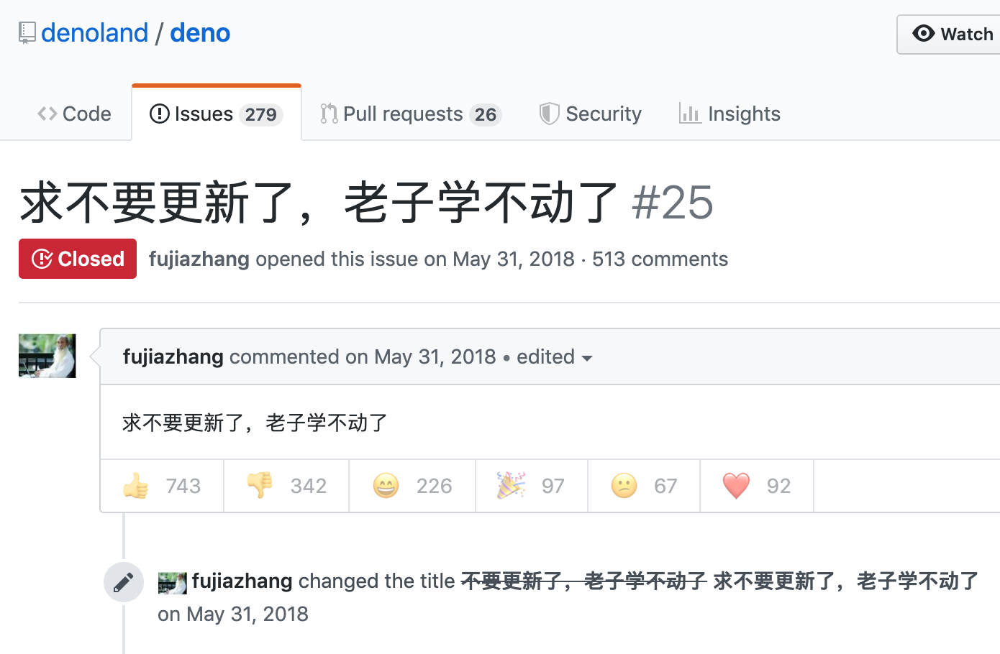 denoland / deno
Watch
Code
Issues 279
Pull requests 26
Security
Insights
求不要更新了，老子学不动了 #25
Closed
fujiazhang opened this issue on May 31, 2018 · 513 comments
fujiazhang commented on May 31, 2018 • edited
求不要更新了，老子学不动了
743
342
226
97
67
92
fujiazhang changed the title 不要更新了，老子学不动了 求不要更新了，老子学不动了
on May 31, 2018